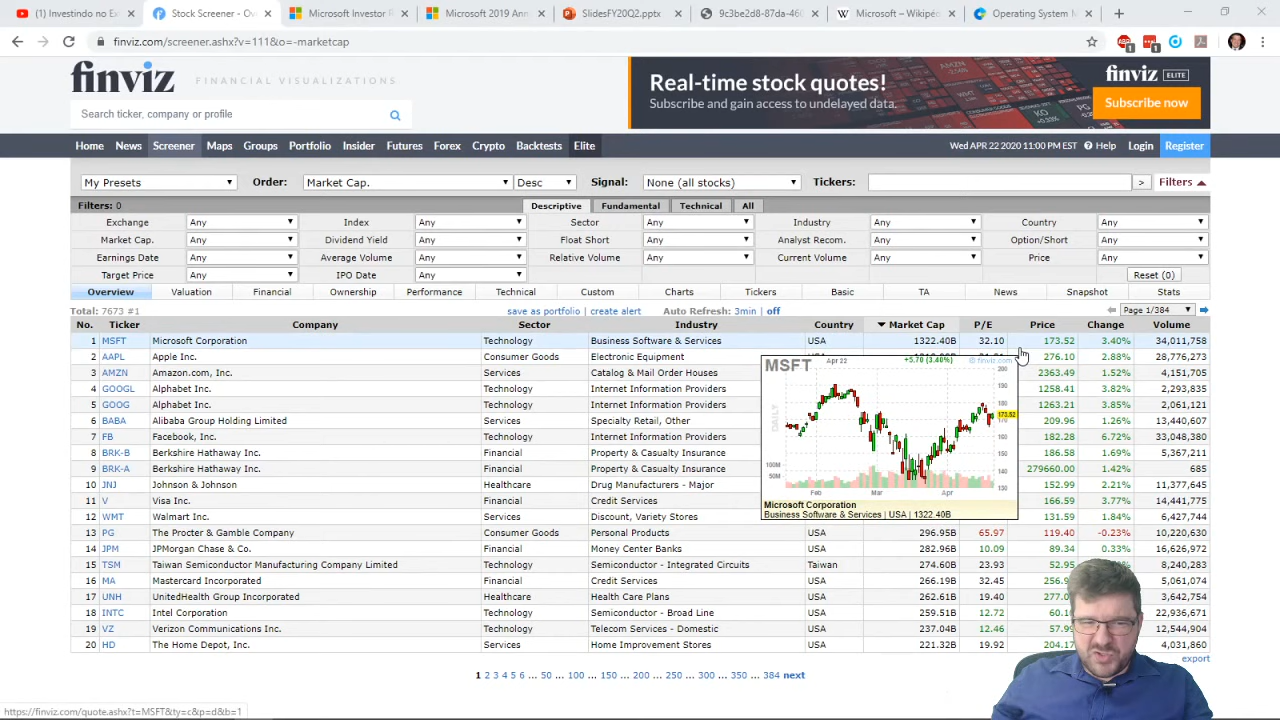 Investindo no Ex
Stock Screener - Ov
Microsoft Investor R
Microsoft 2019 Ann
SlidesFY20Q2.pptx
9c3be2d8-87da-46
Microsoft – Wikipéd
Operating System M
finviz.com/screener.ashx?v=111&o=-marketcap
finviz FINANCIAL VISUALIZATIONS
Search ticker, company or profile
Real-time stock quotes!
Subscribe and gain access to undelayed data.
finviz ELITE
Subscribe now
Home News Screener Maps Groups Portfolio Insider Futures Forex Crypto Backtests Elite Wed APR 22 2020 11:00 PM EST Help Login Register
My Presets Order: Market Cap. Desc Signal: None (all stocks) Tickers: > Filters
Filters: 0 Descriptive Fundamental Technical All
Exchange Any Index Any Sector Any Industry Any Country Any
Market Cap. Any Dividend Yield Any Float Short Any Analyst Recom. Any Option/Short Any
Earnings Date Any Average Volume Any Relative Volume Any Current Volume Any Price Any
Target Price Any IPO Date Any Reset (0)
Overview Valuation Financial Ownership Performance Technical Custom Charts Tickers Basic TA News Snapshot Stats
Total: 7673 #1 save as portfolio | create alert Auto Refresh: 3min | off Page 1/384
No. Ticker Company Sector Industry Country Market Cap P/E Price Change Volume
1 MSFT Microsoft Corporation Technology Business Software & Services USA 1322.40B 32.10 173.52 3.40% 34,011,758
2 AAPL Apple Inc. Consumer Goods Electronic Equipment 276.10 2.88% 28,776,273
3 AMZN Amazon.com, Inc. Services Catalog & Mail Order Houses 2363.49 1.52% 4,151,705
4 GOOGL Alphabet Inc. Technology Internet Information Providers 1258.41 3.82% 2,293,835
5 GOOG Alphabet Inc. Technology Internet Information Providers 1263.21 3.85% 2,061,121
6 BABA Alibaba Group Holding Limited Services Specialty Retail, Other 209.96 1.26% 13,440,607
7 FB Facebook, Inc. Technology Internet Information Providers 182.28 6.72% 33,048,380
8 BRK-B Berkshire Hathaway Inc. Financial Property & Casualty Insurance 186.58 1.69% 5,367,211
9 BRK-A Berkshire Hathaway Inc. Financial Property & Casualty Insurance 279660.00 1.42% 685
10 JNJ Johnson & Johnson Healthcare Drug Manufacturers - Major 152.99 2.21% 11,377,645
11 V Visa Inc. Financial Credit Services 166.59 3.77% 14,441,775
12 WMT Walmart Inc. Services Discount, Variety Stores 131.59 1.84% 6,427,744
13 PG The Procter & Gamble Company Consumer Goods Personal Products USA 296.95B 65.97 119.40 -0.23% 10,220,630
14 JPM JPMorgan Chase & Co. Financial Money Center Banks USA 282.96B 10.09 89.34 0.33% 16,626,972
15 TSM Taiwan Semiconductor Manufacturing Company Limited Technology Semiconductor - Integrated Circuits Taiwan 274.60B 23.93 8,240,283
16 MA Mastercard Incorporated Financial Credit Services USA 266.19B 32.45 5,061,074
17 UNH UnitedHealth Group Incorporated Healthcare Health Care Plans USA 262.86B 19.40 3,642,754
18 INTC Intel Corporation Technology Semiconductor - Broad Line USA 259.51B 12.72 22,936,671
19 VZ Verizon Communications Inc. Technology Telecom Services - Domestic USA 237.04B 12.46 12,544,904
20 HD The Home Depot, Inc. Services Home Improvement Stores USA 221.32B 19.92 4,031,860
MSFT Apr 22 +5.70 (3.40%) © finviz.com
DAILY
200
190
180
173.52
160
150
140
130
100M
50M
Feb Mar Apr
Microsoft Corporation
Business Software & Services | USA | 1322.40B
export
1 2 3 4 5 6 ... 50 ... 100 ... 150 ... 200 ... 250 ... 300 ... 350 ... 384 next
https://finviz.com/quote.ashx?t=MSFT&ty=c&p=d&b=1